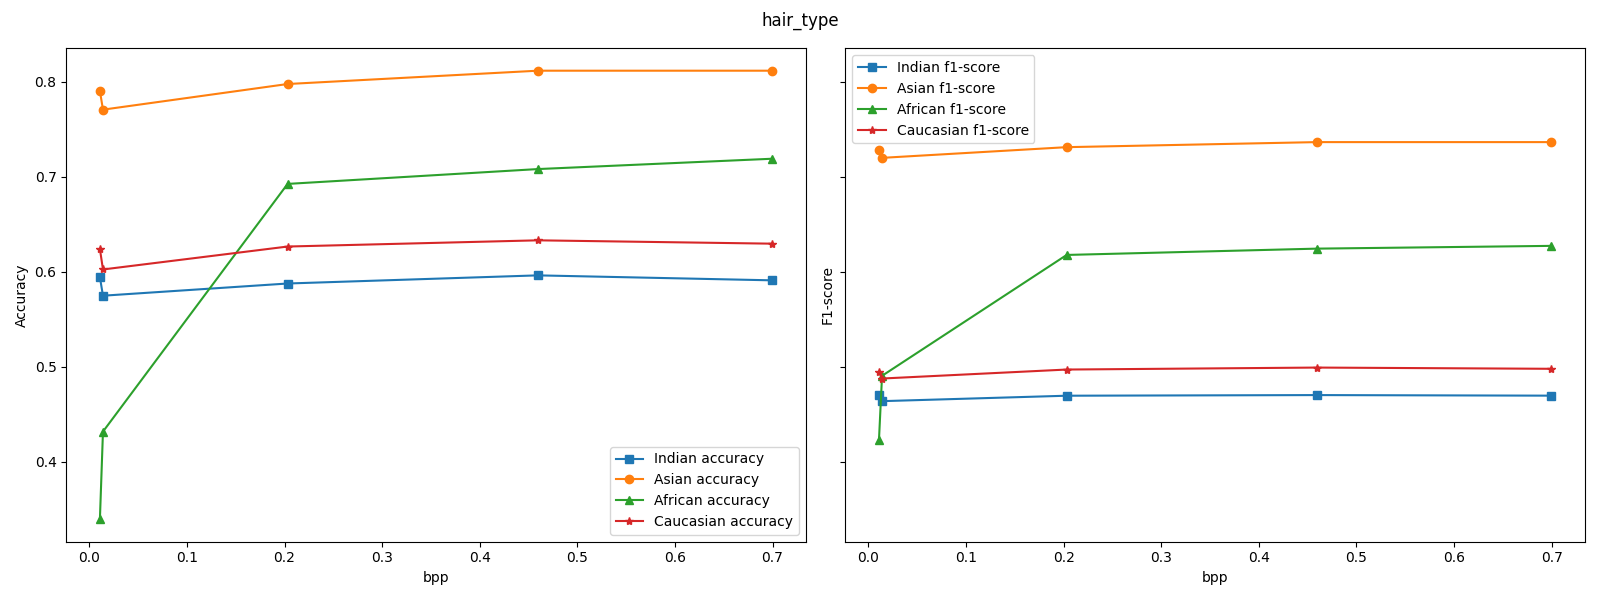 hair_type
Accuracy
0.8
0.7
0.6
0.5
0.4
0.0 0.1 0.2 0.3 0.4 0.5 0.6 0.7
bpp
Indian accuracy
Asian accuracy
African accuracy
Caucasian accuracy
F1-score
Indian f1-score
Asian f1-score
African f1-score
Caucasian f1-score
0.0 0.1 0.2 0.3 0.4 0.5 0.6 0.7
bpp